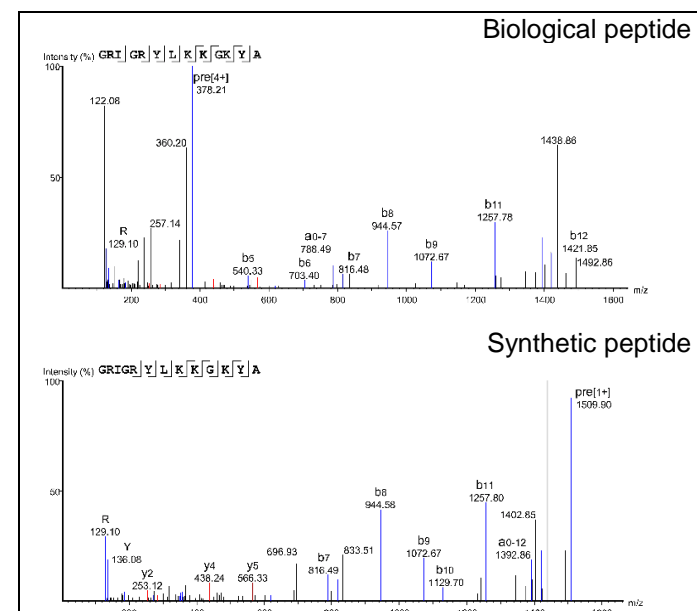 Biological peptide
Intensity (%) GRIGRYLKKGKYA
100
pre[4+]
378.21
122.08
360.20
1438.86
50
R
129.10
257.14
b5
540.33
b6
703.40
a0-7
788.49
b7
816.48
b8
944.57
b9
1072.67
b11
1257.78
b12
1421.85
1492.86
200 400 600 800 1000 1200 1400 1600 m/z
Synthetic peptide
Intensity (%) GRIGRYLKKGKYA
100
pre[1+]
1509.90
50
R
129.10
Y
136.08
y2
253.12
y4
438.24
y5
566.33
696.93
b7
816.49
833.51
b8
944.58
b9
1072.67
b10
1129.70
b11
1257.80
1402.85
a0-12
1392.86
m/z